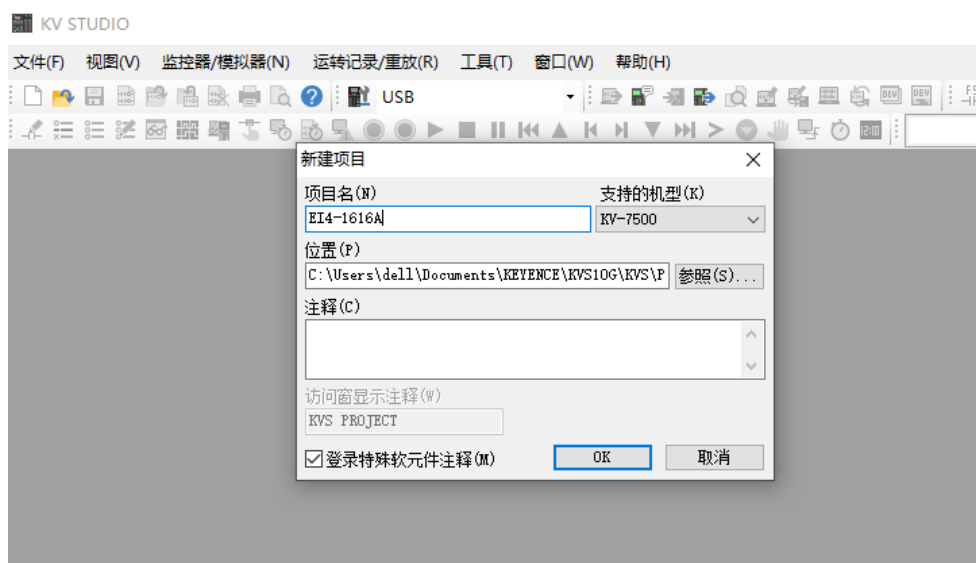 KV STUDIO
文件(F) 视图(V) 监控器/模拟器(N) 运转记录/重放(R) 工具(T) 窗口(W) 帮助(H)
USB
新建项目
项目名(N) 支持的机型(K)
EI4-1616A KV-7500
位置(P)
C:\Users\dell\Documents\KEYENCE\KVS10G\KVS\P 参照(S)...
注释(C)
访问窗显示注释(W)
KVS PROJECT
登录特殊软元件注释(M) OK 取消